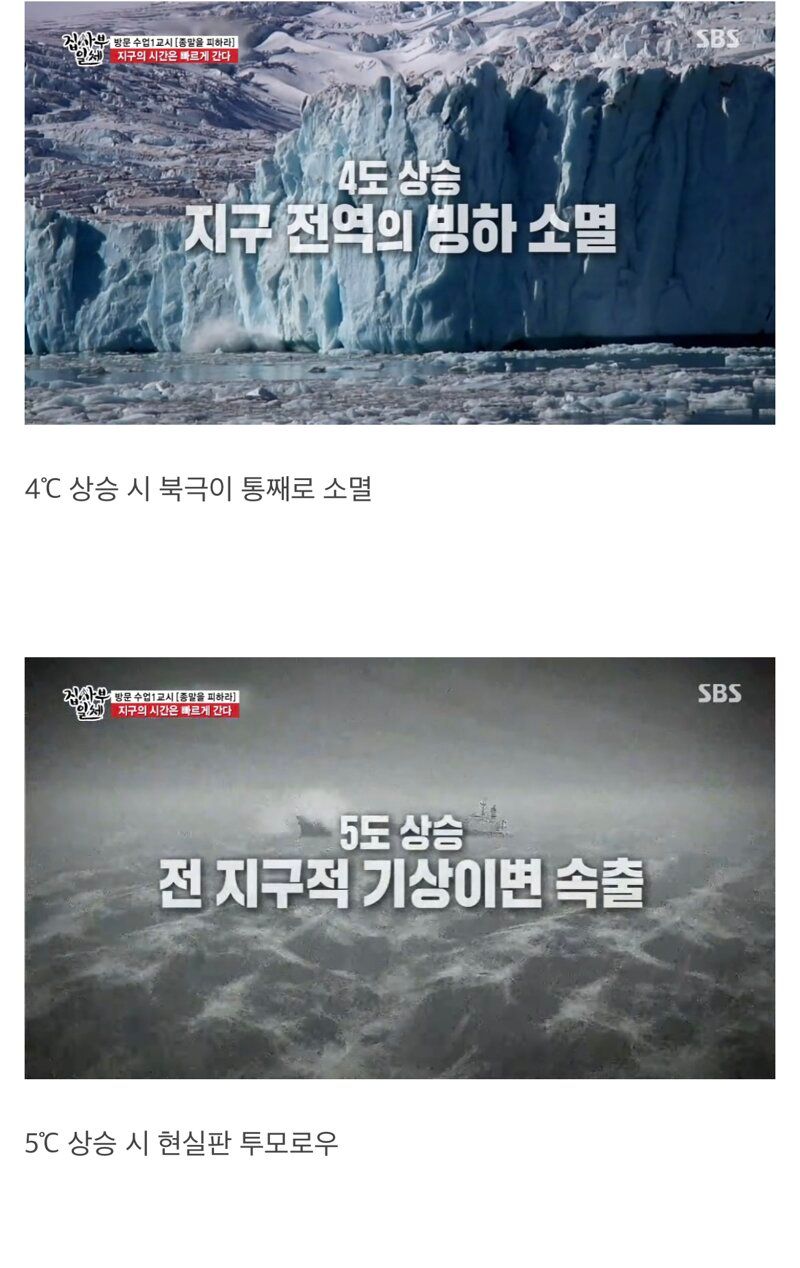 집사부일체
방문 수업 1교시 [종말을 피하라]
지구의 시간은 빠르게 간다
SBS
4도 상승
지구 전역의 빙하 소멸
4℃ 상승 시 북극이 통째로 소멸
집사부일체
방문 수업 1교시 [종말을 피하라]
지구의 시간은 빠르게 간다
SBS
5도 상승
전 지구적 기상이변 속출
5℃ 상승 시 현실판 투모로우